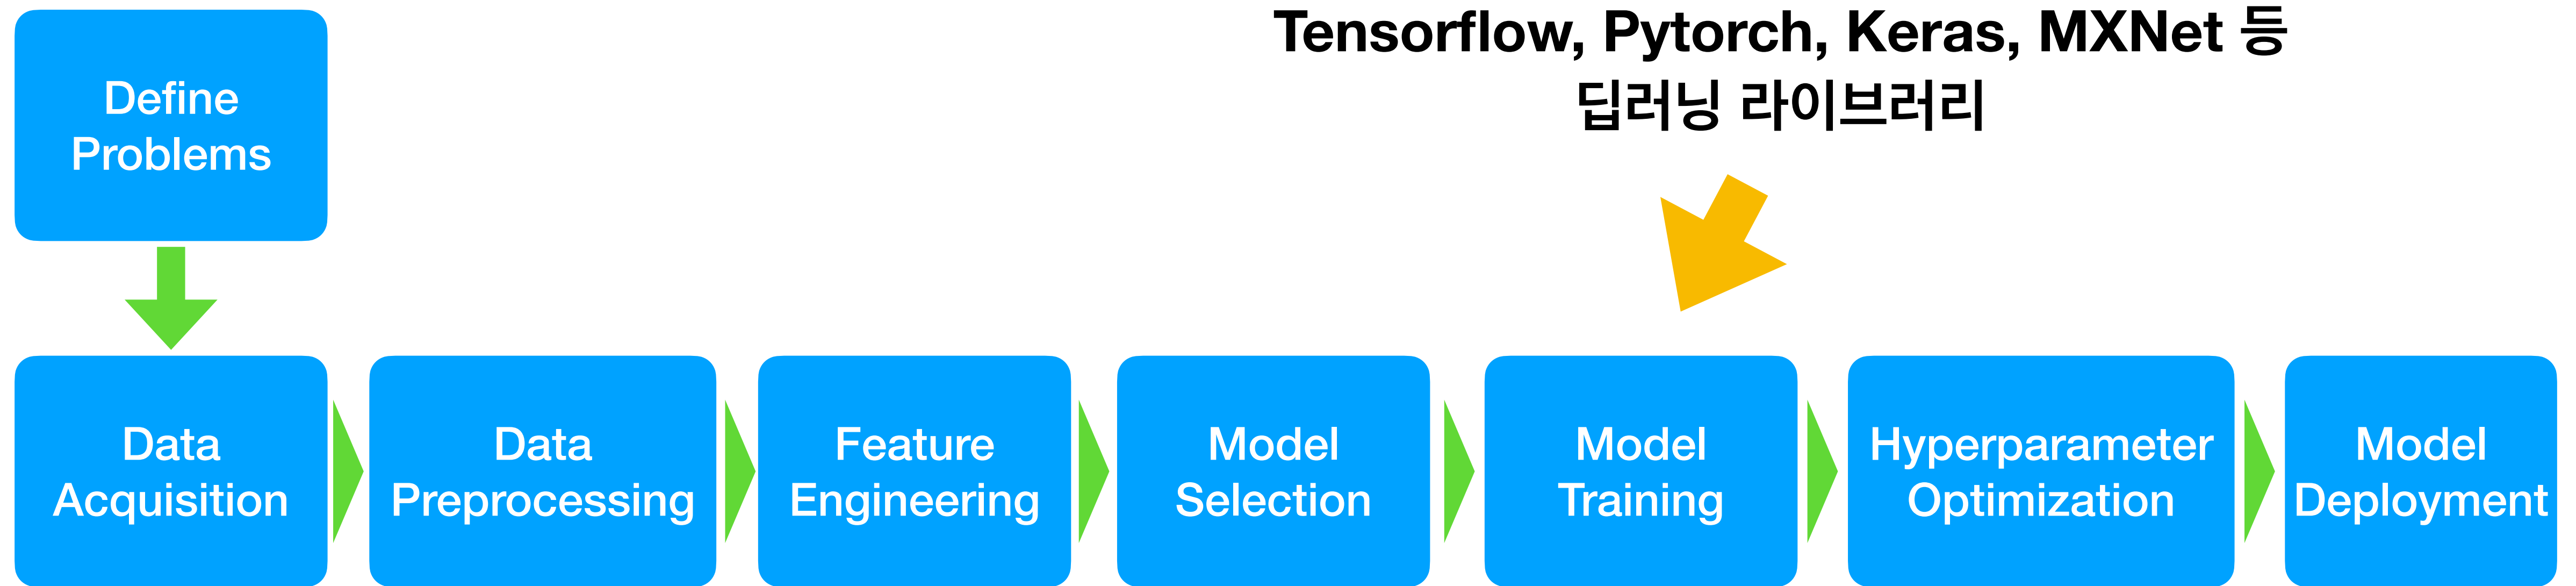 Define
Problems
Tensorflow, Pytorch, Keras, MXNet 등
딥러닝 라이브러리
Data
Acquisition
Data
Preprocessing
Feature
Engineering
Model
Selection
Model
Training
Hyperparameter
Optimization
Model
Deployment